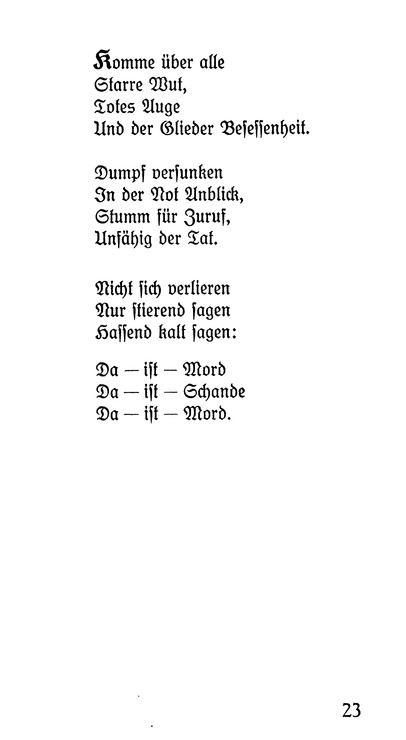 Komme über alle
Starre Wut,
Totes Auge
Und der Glieder Besessenheit.
Dumpf versunken
In der Not Anblick,
Stumm für Zuruf,
Unfähig der Tat.
Nicht sich verlieren
Nur stierend sagen
Hassend kalt sagen:
Da — ist — Mord
Da — ist — Schande
Da — ist — Mord.
23